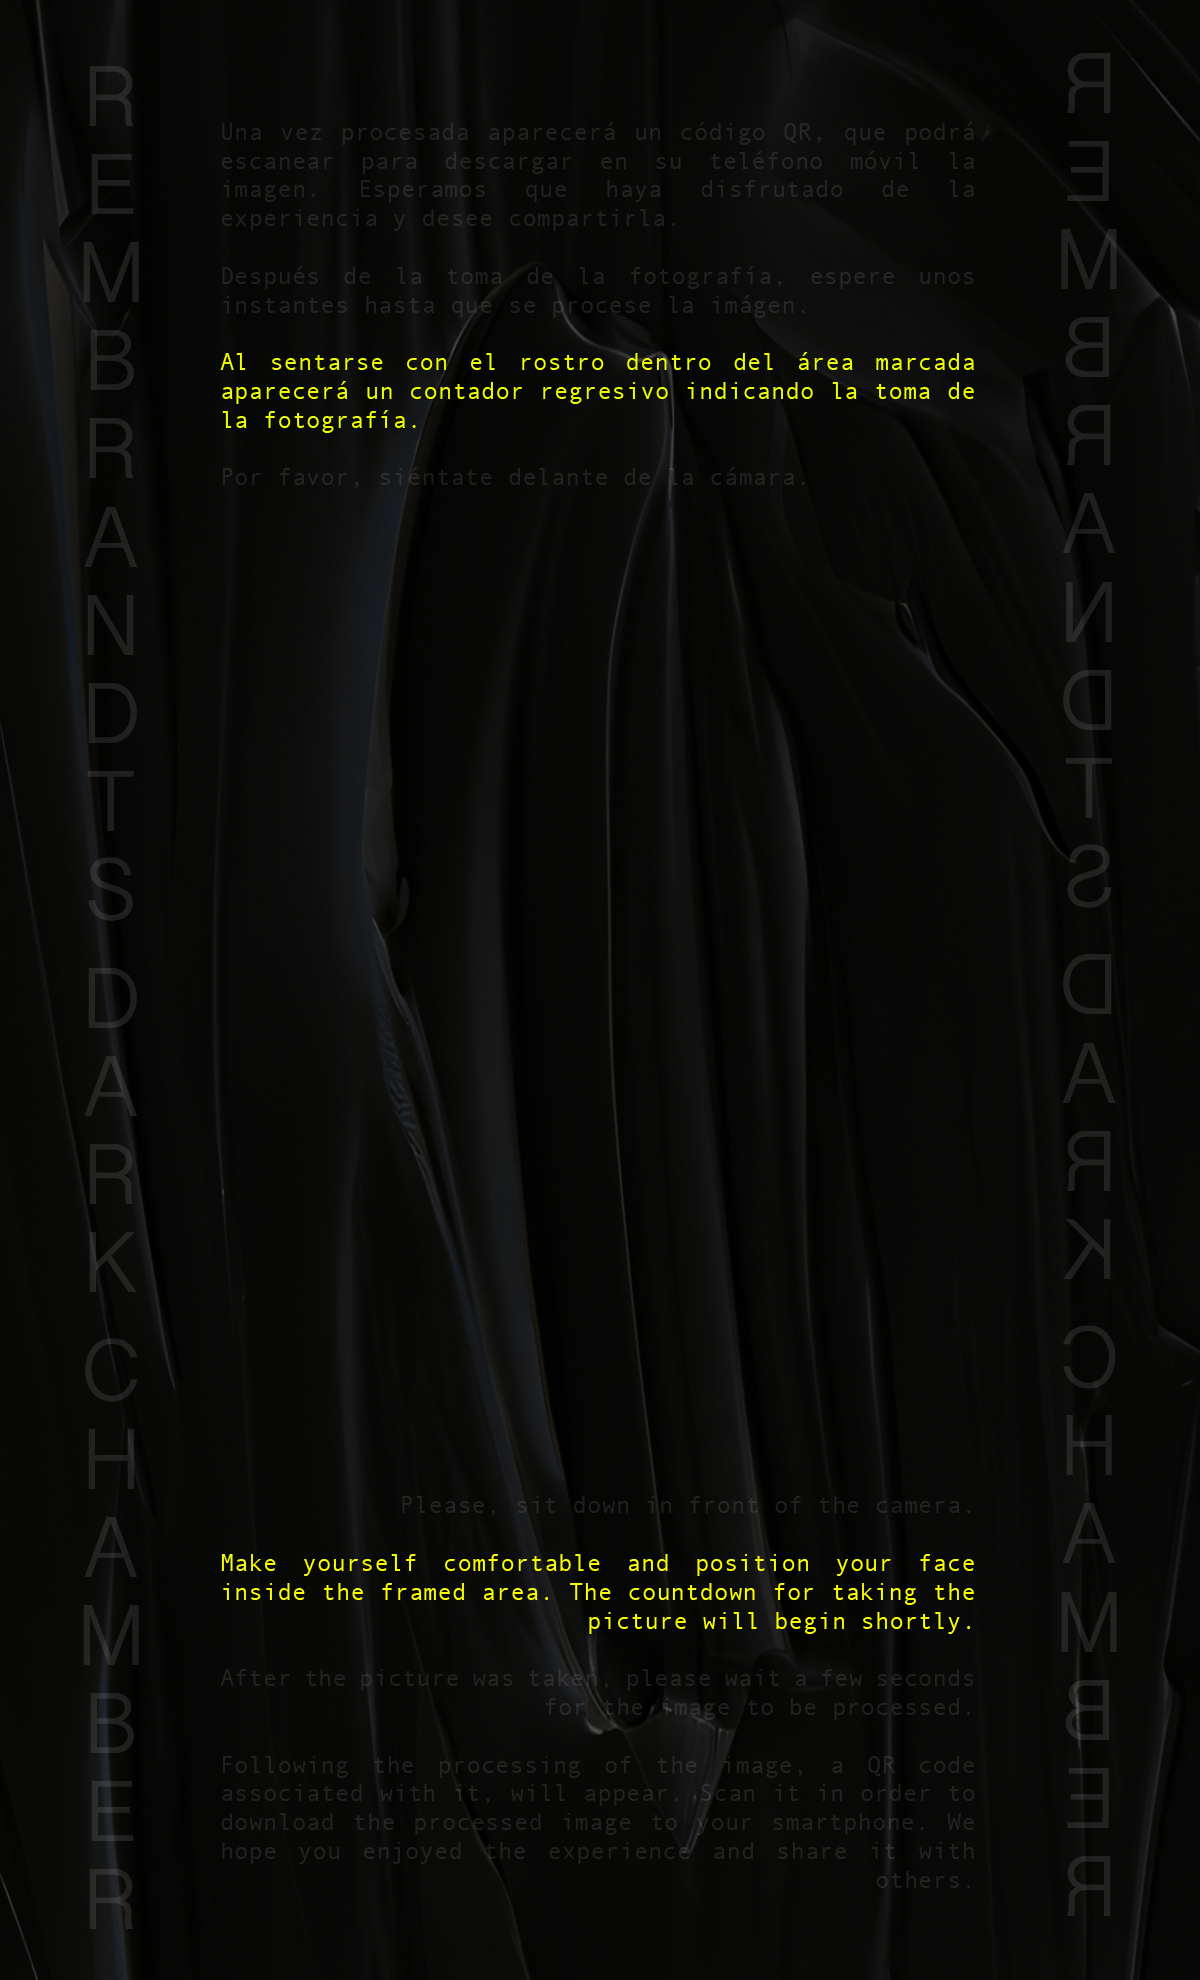 REMBRANDTS DARK CHAMBER
Una vez procesada aparecerá un código QR, que podrá
escanear para descargar en su teléfono móvil la
imagen. Esperamos que haya disfrutado de la
experiencia y desee compartirla.
Después de la toma de la fotografía, espere unos
instantes hasta que se procese la imágen.
Al sentarse con el rostro dentro del área marcada
aparecerá un contador regresivo indicando la toma de
la fotografía.
Por favor, siéntate delante de la cámara.
Please, sit down in front of the camera.
Make yourself comfortable and position your face
inside the framed area. The countdown for taking the
picture will begin shortly.
After the picture was taken, please wait a few seconds
for the image to be processed.
Following the processing of the image, a QR code
associated with it, will appear. Scan it in order to
download the processed image to your smartphone. We
hope you enjoyed the experience and share it with
others.
REMBRANDTS DARK CHAMBER